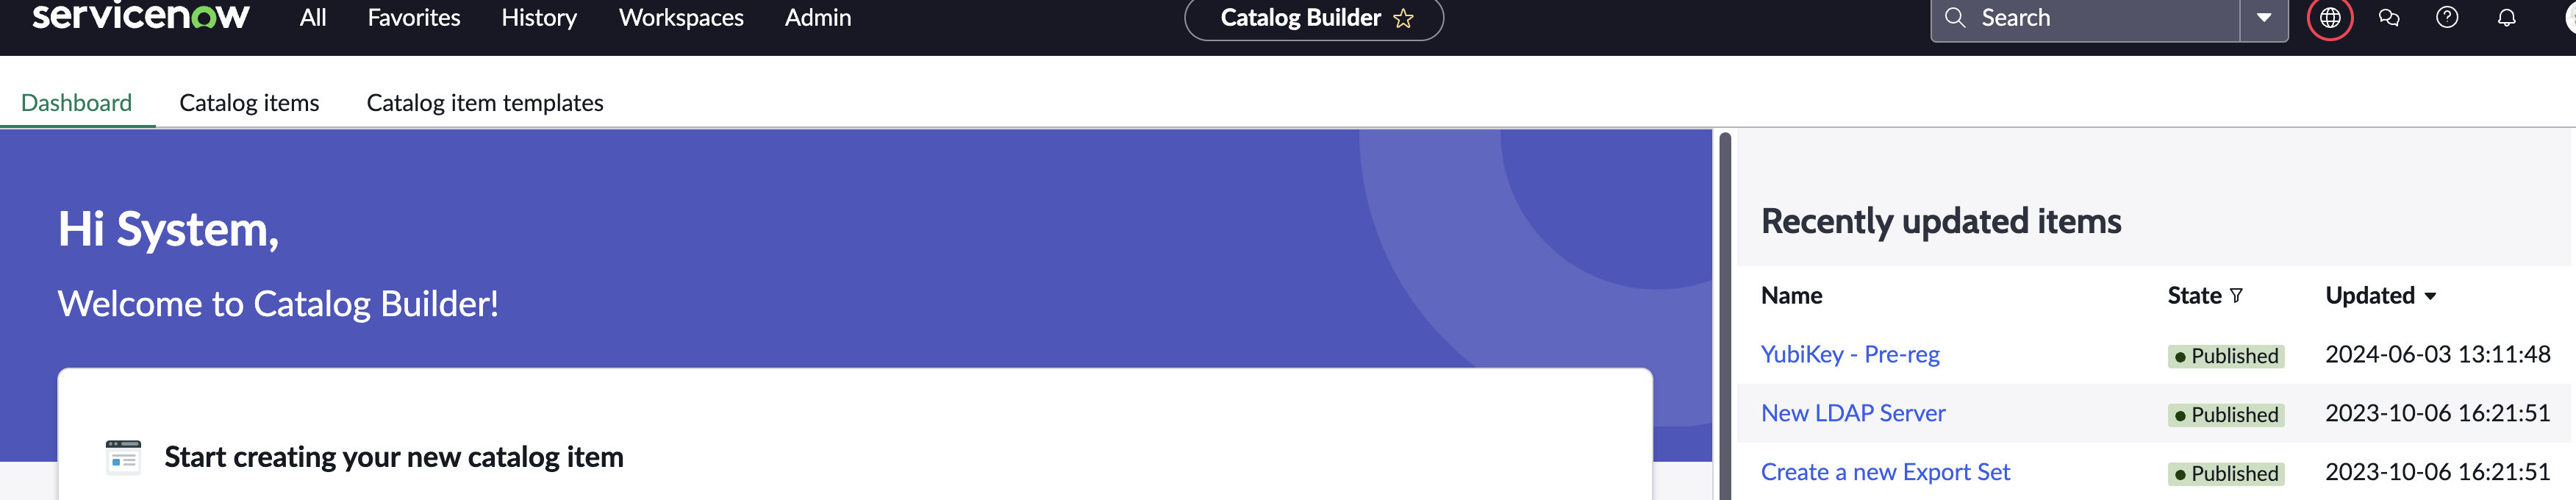 servicenow All Favorites History Workspaces Admin Catalog Builder Search
Dashboard Catalog items Catalog item templates
Hi System,
Welcome to Catalog Builder!
Start creating your new catalog item
Recently updated items
Name State Updated
YubiKey - Pre-reg Published 2024-06-03 13:11:48
New LDAP Server Published 2023-10-06 16:21:51
Create a new Export Set Published 2023-10-06 16:21:51